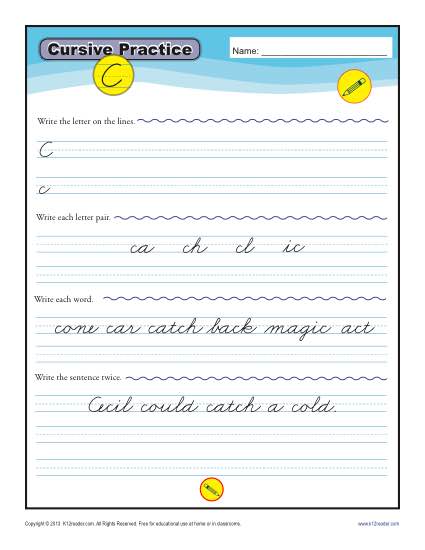 Cursive Practice
Name:
C
Write the letter on the lines.
C
c
Write each letter pair.
ca ch cl ic
Write each word.
cone car catch back magic act
Write the sentence twice.
Cecil could catch a cold.
Copyright © 2013 K12reader.com. All Rights Reserved. Free for educational use at home or in classrooms. www.k12reader.com